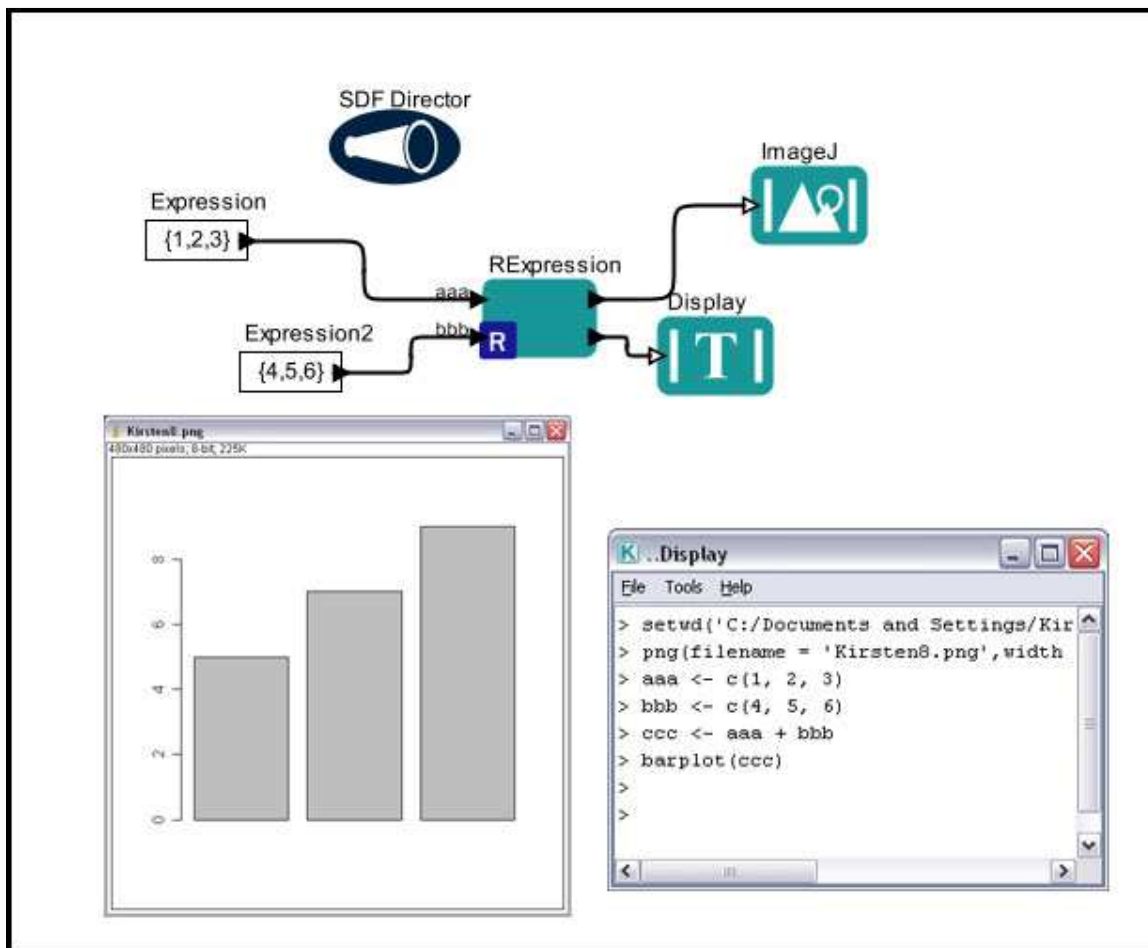 SDF Director
ImageJ
Expression
{1,2,3}
RExpression
aaa
Display
bbb
R
Expression2
{4,5,6}
T
Kirsten8.png
480x480 pixels; 8-bit; 225K
8
6
4
2
0
K ..Display
File Tools Help
> setwd('C:/Documents and Settings/Kir
> png(filename = 'Kirsten8.png',width
> aaa <- c(1, 2, 3)
> bbb <- c(4, 5, 6)
> ccc <- aaa + bbb
> barplot(ccc)
>
>